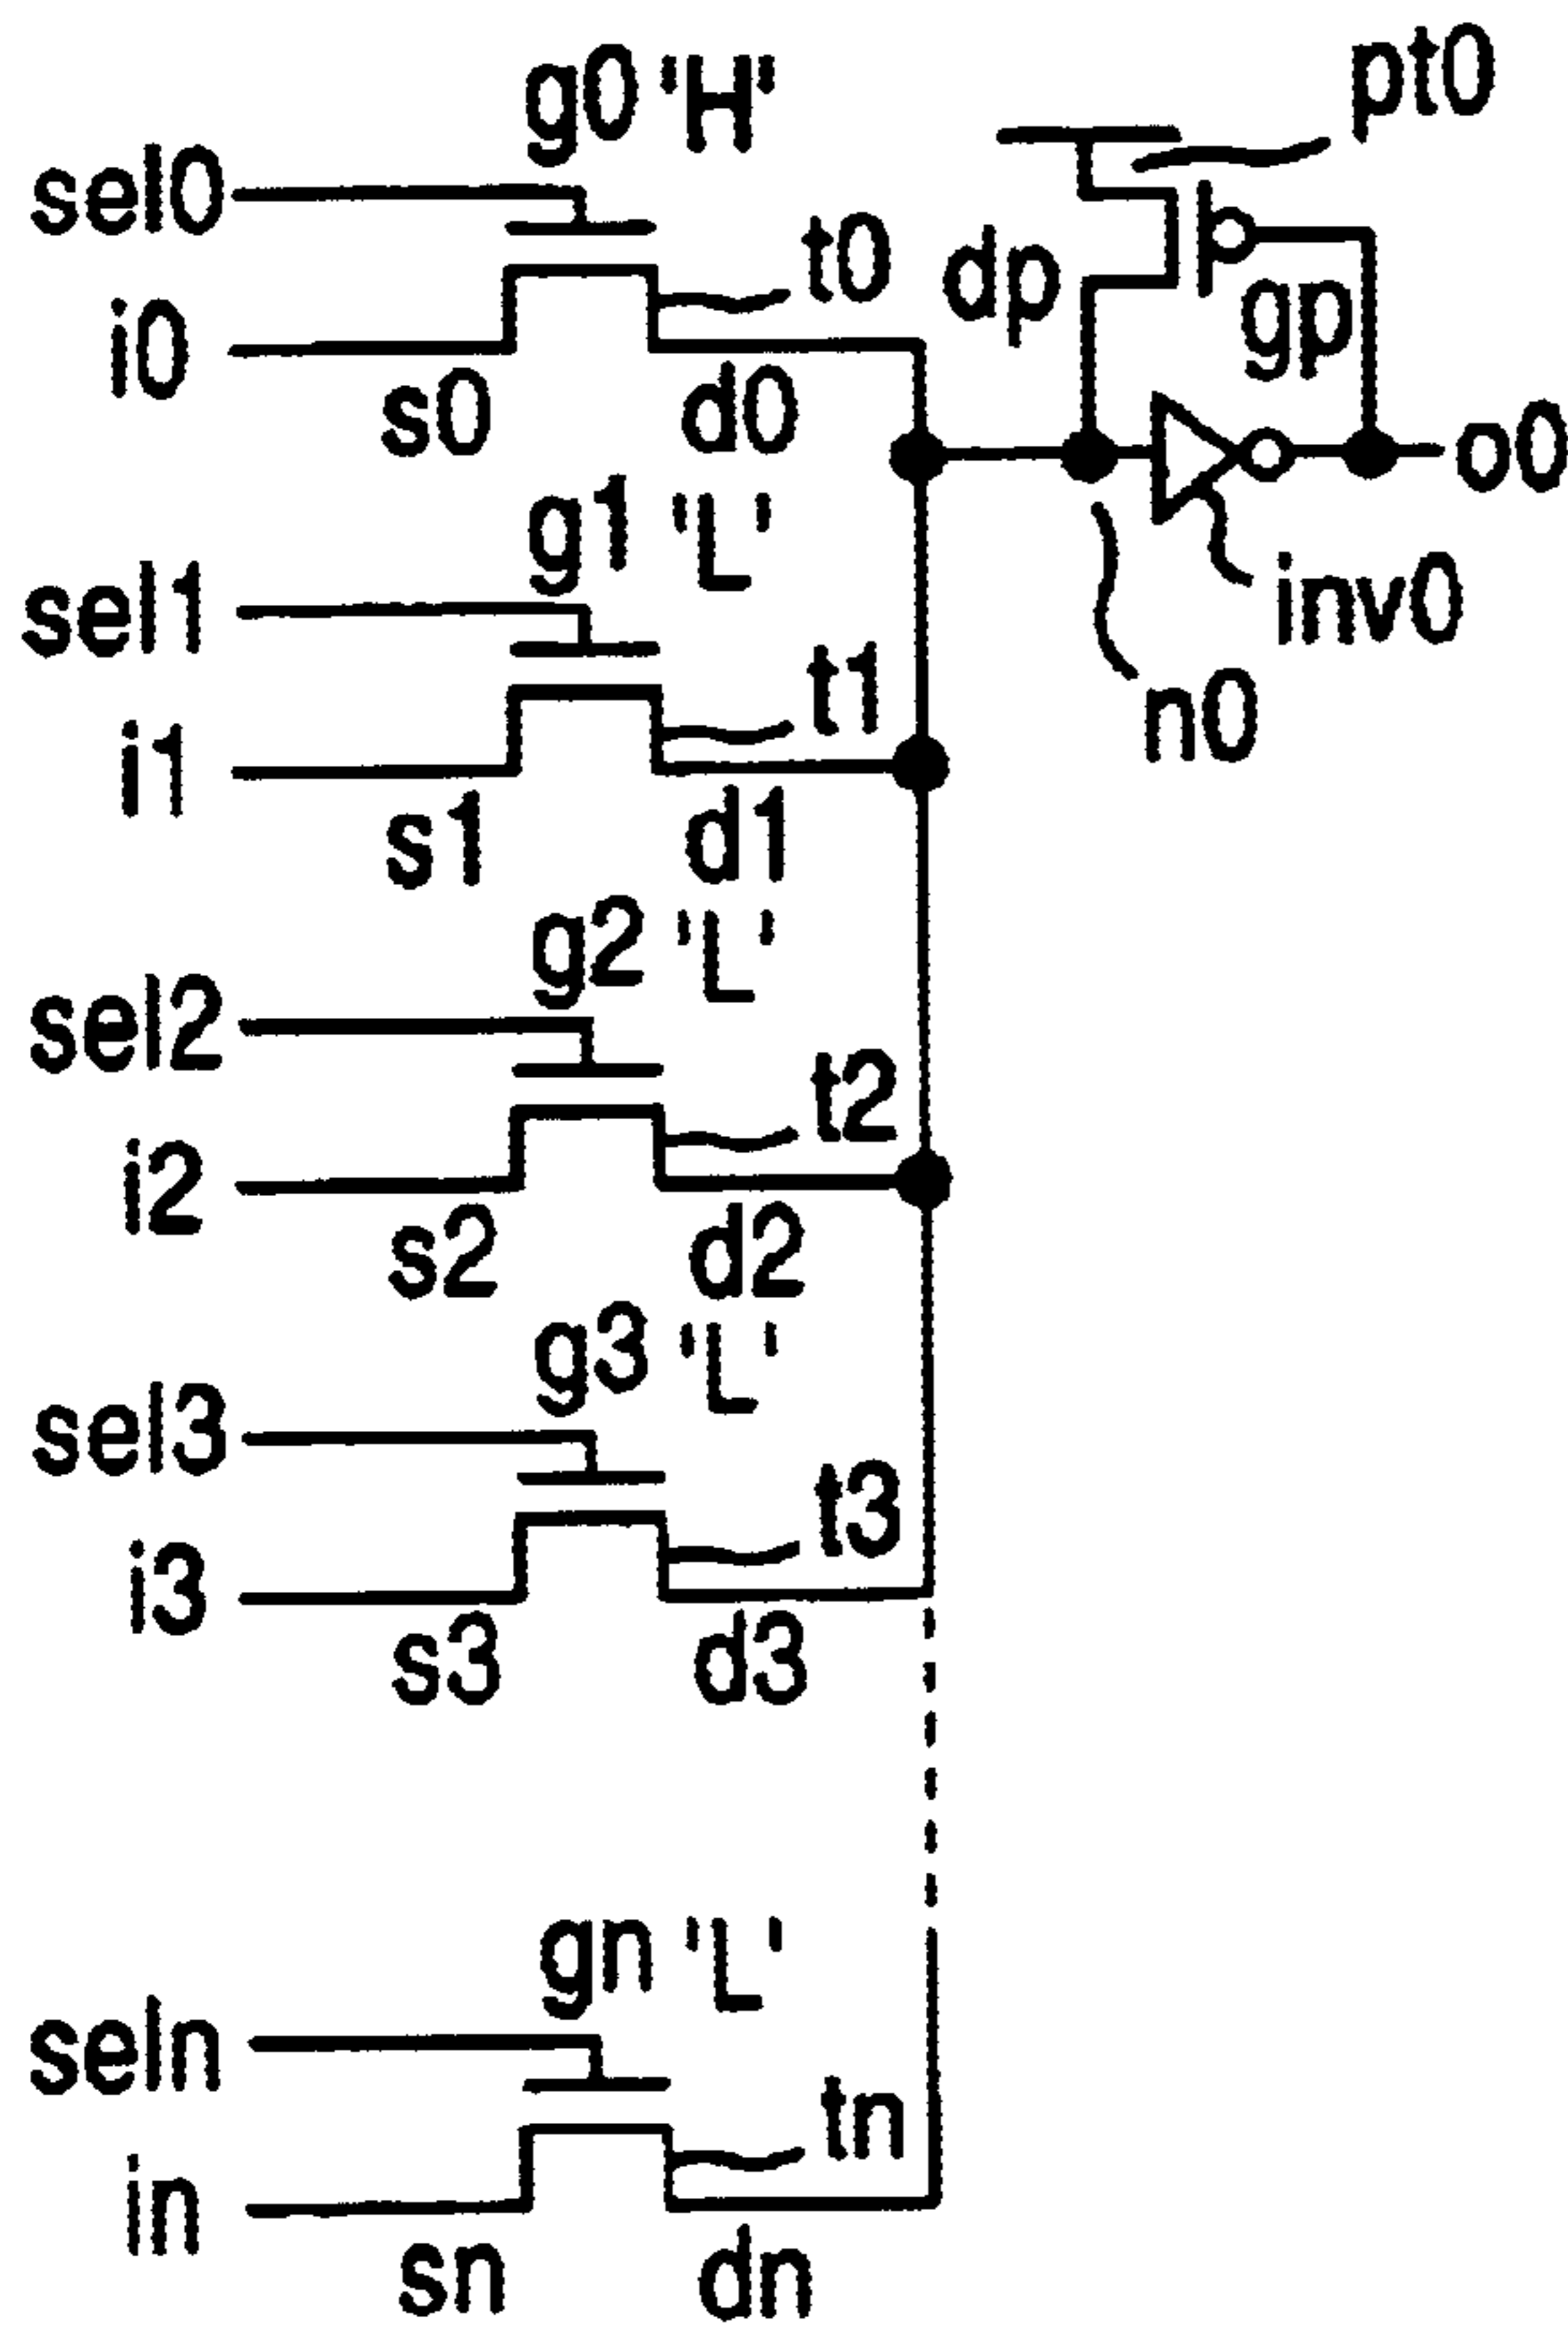 g0 'H'
pt0
sel0
t0
dp
i0
gp
s0
d0
o0
g1 'L'
sel1
inv0
t1
n0
i1
s1
d1
g2 'L'
sel2
t2
i2
s2
d2
g3 'L'
sel3
t3
i3
s3
d3
gn 'L'
seln
tn
in
sn
dn